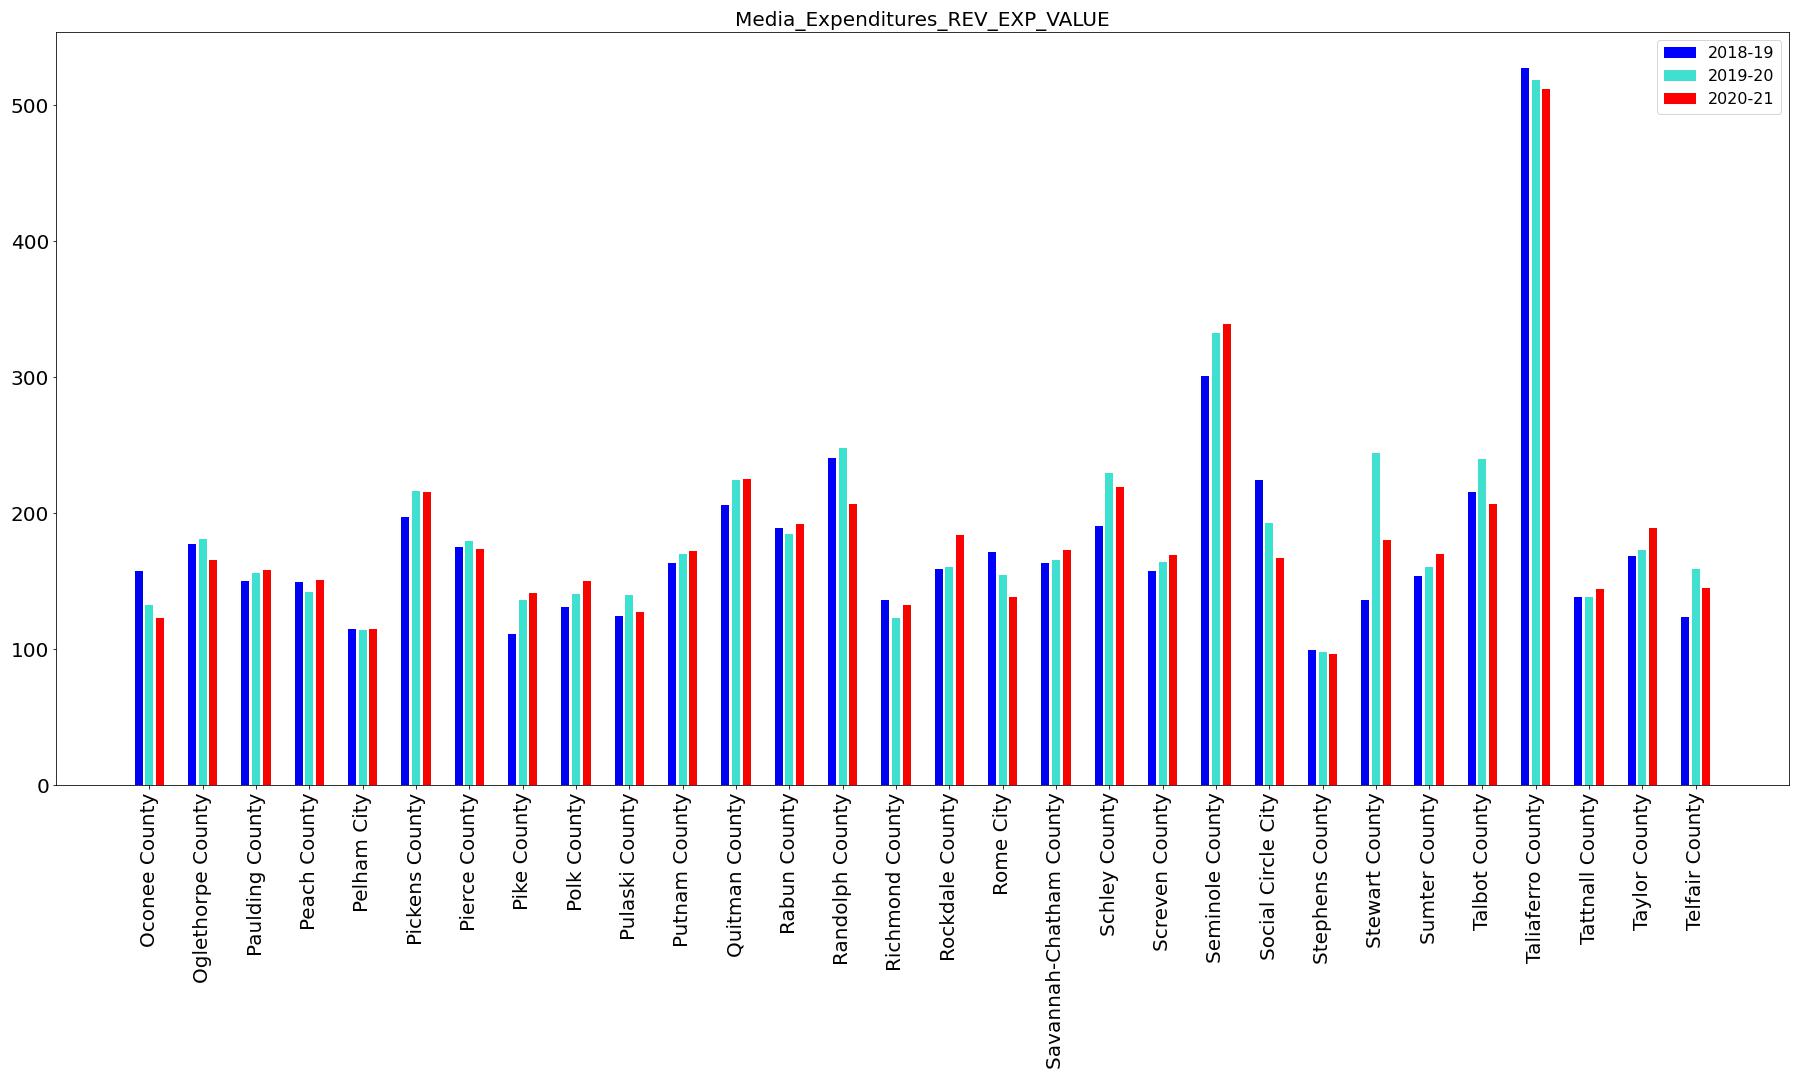 Media_Expenditures_REV_EXP_VALUE
2018-19
2019-20
2020-21
500
400
300
200
100
0
Oconee County
Oglethorpe County
Paulding County
Peach County
Pelham City
Pickens County
Pierce County
Pike County
Polk County
Pulaski County
Putnam County
Quitman County
Rabun County
Randolph County
Richmond County
Rockdale County
Rome City
Savannah-Chatham County
Schley County
Screven County
Seminole County
Social Circle City
Stephens County
Stewart County
Sumter County
Talbot County
Taliaferro County
Tattnall County
Taylor County
Telfair County